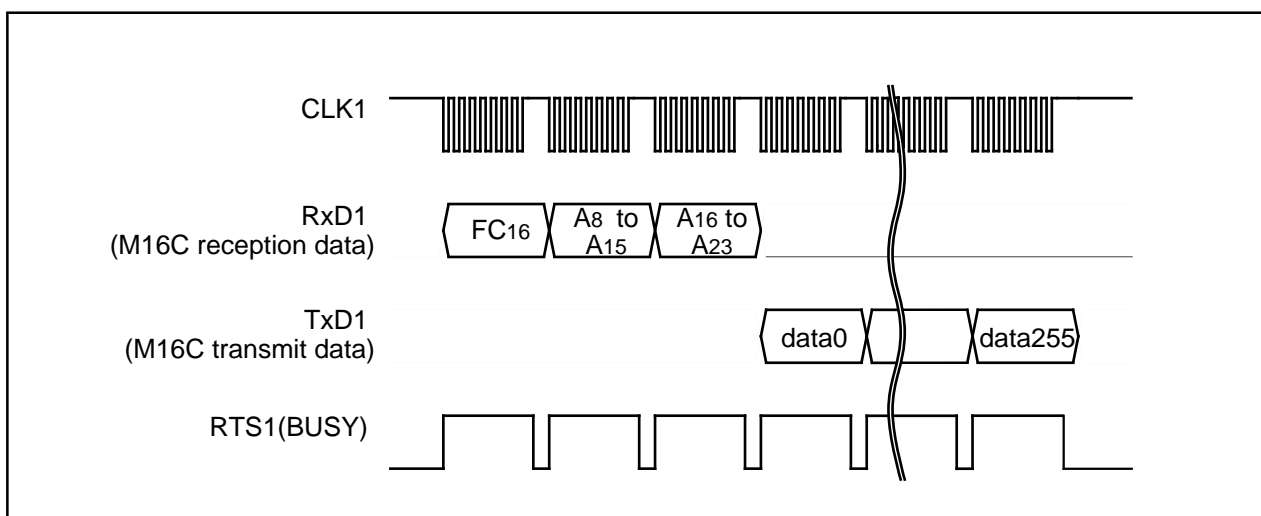 CLK1
RxD1
(M16C reception data)
FC16
A8 to
A15
A16 to
A23
TxD1
(M16C transmit data)
data0
data255
RTS1(BUSY)